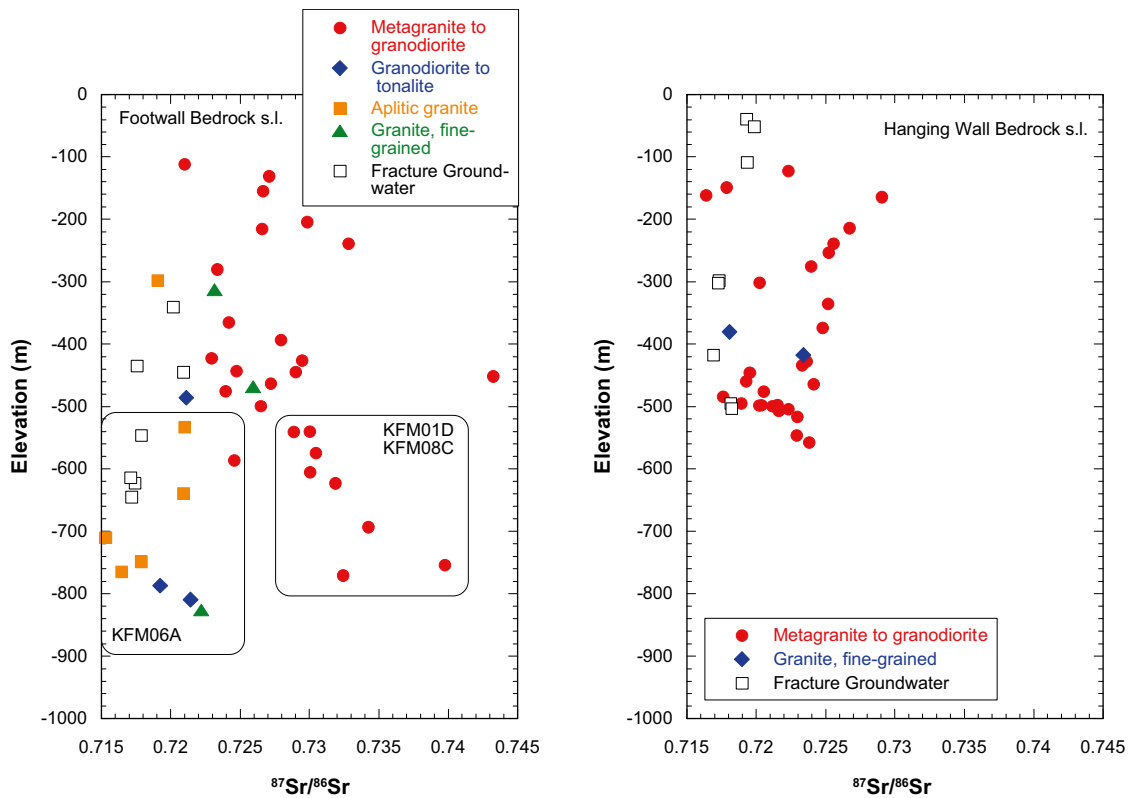 Metagranite to
granodiorite
Granodiorite to
tonalite
Aplitic granite
Granite, fine-
grained
Fracture Ground-
water
Footwall Bedrock s.l.
Elevation (m)
0
-100
-200
-300
-400
-500
-600
-700
-800
-900
-1000
KFM01D
KFM08C
KFM06A
0.715 0.72 0.725 0.73 0.735 0.74 0.745
⁸⁷Sr/⁸⁶Sr
Hanging Wall Bedrock s.l.
Elevation (m)
0
-100
-200
-300
-400
-500
-600
-700
-800
-900
-1000
Metagranite to granodiorite
Granite, fine-grained
Fracture Groundwater
0.715 0.72 0.725 0.73 0.735 0.74 0.745
⁸⁷Sr/⁸⁶Sr